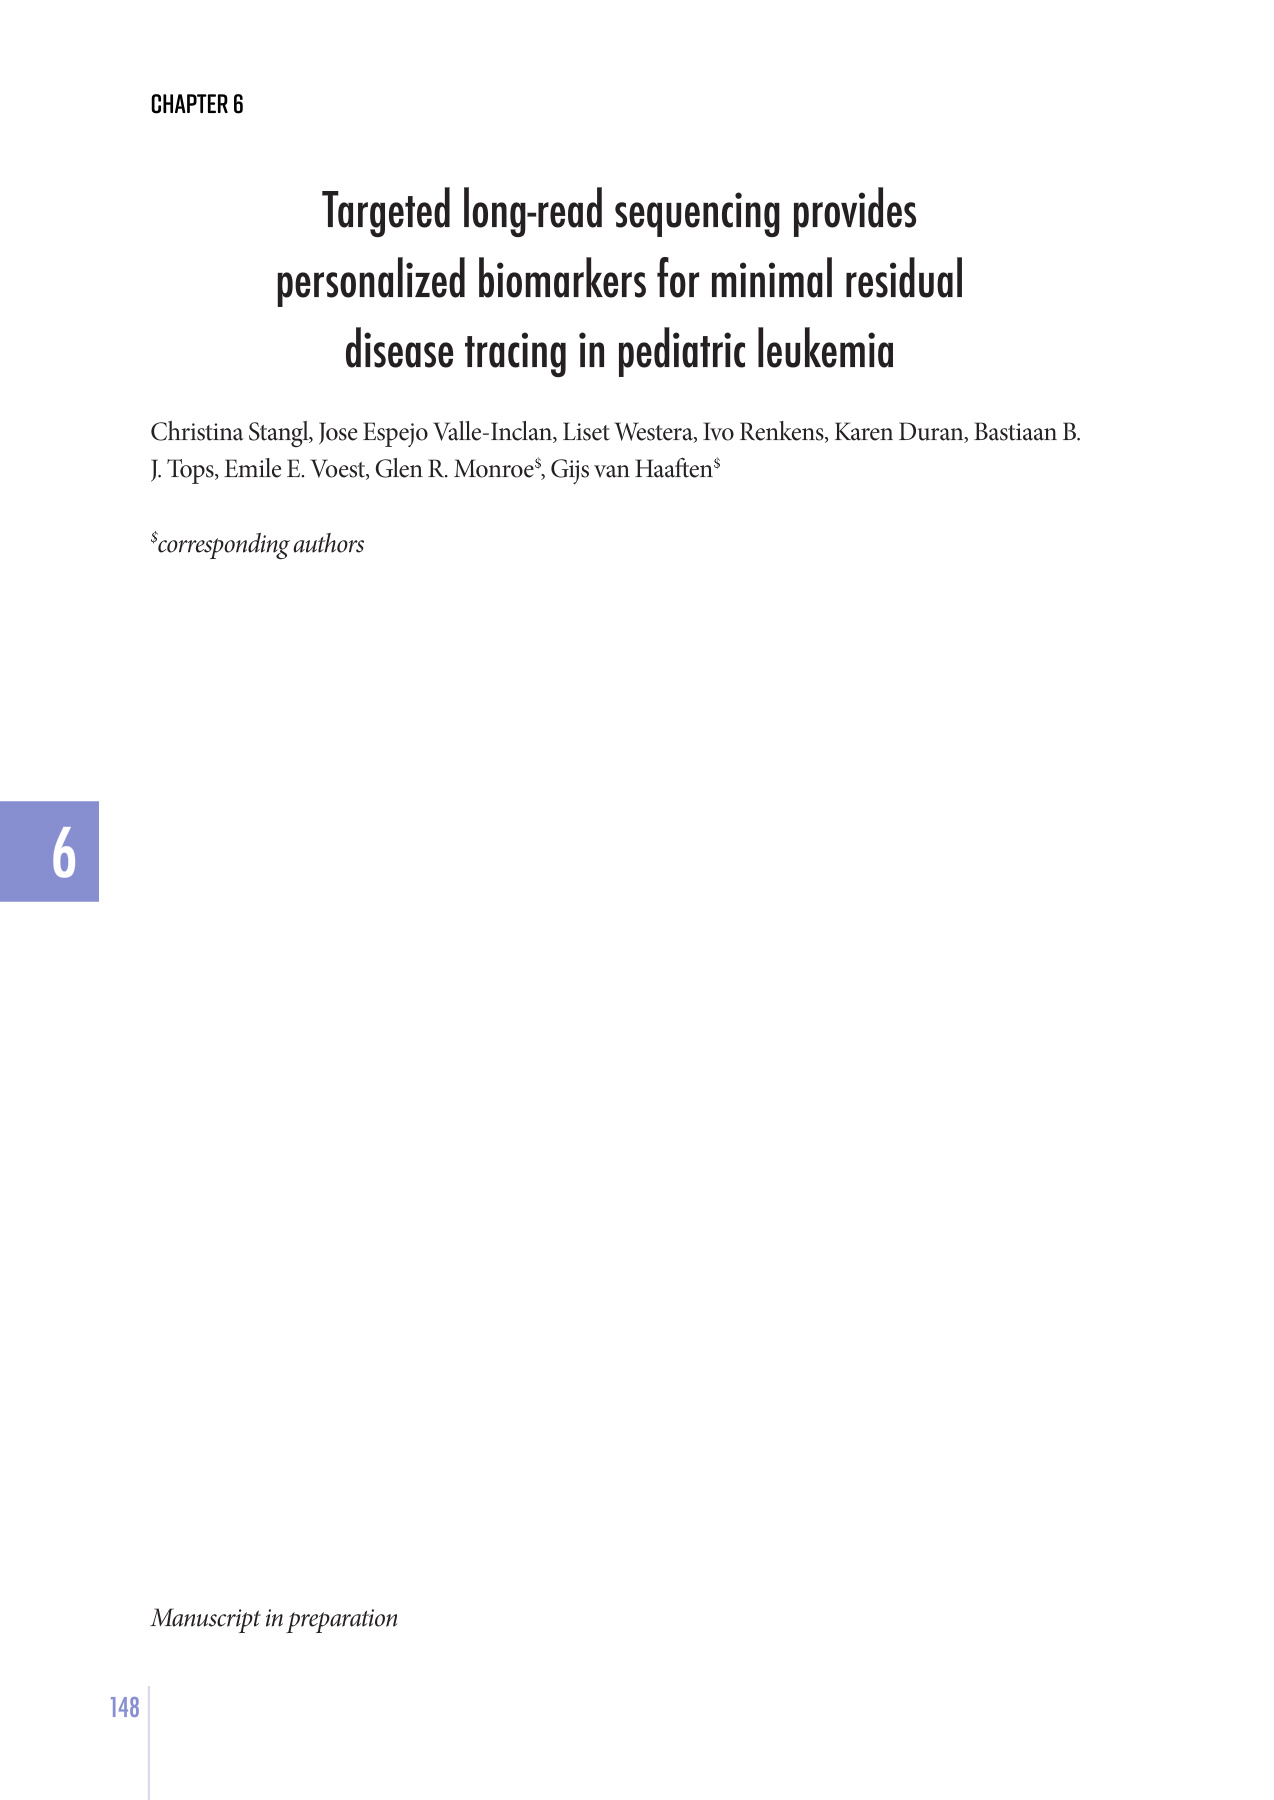 CHAPTER 6
Targeted long-read sequencing provides
personalized biomarkers for minimal residual
disease tracing in pediatric leukemia
Christina Stangl, Jose Espejo Valle-Inclan, Liset Westera, Ivo Renkens, Karen Duran, Bastiaan B.
J. Tops, Emile E. Voest, Glen R. Monroe$, Gijs van Haaften$
$corresponding authors
6
Manuscript in preparation
148